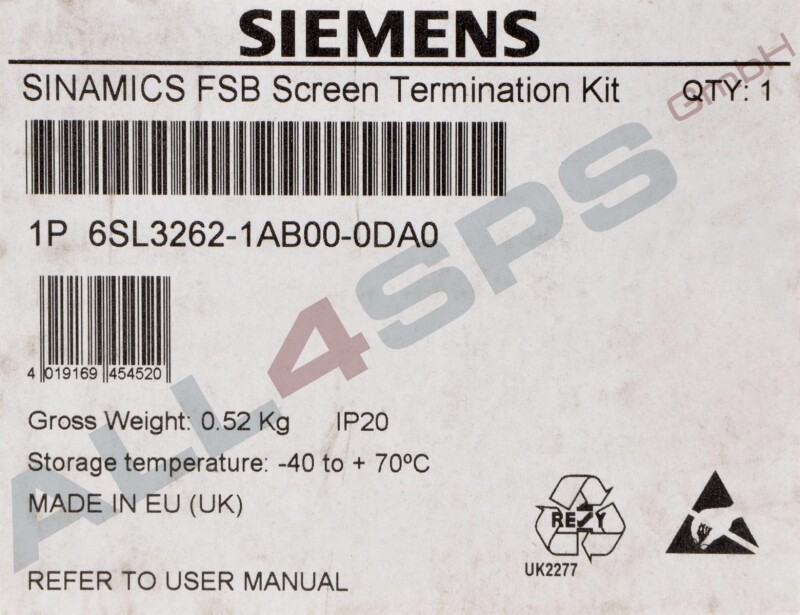 SIEMENS
SINAMICS FSB Screen Termination Kit QTY: 1
1P 6SL3262-1AB00-0DA0
4 019169 454520
Gross Weight: 0.52 Kg IP20
Storage temperature: -40 to + 70ºC
MADE IN EU (UK)
RESY
UK2277
REFER TO USER MANUAL
ALL4SPS GmbH